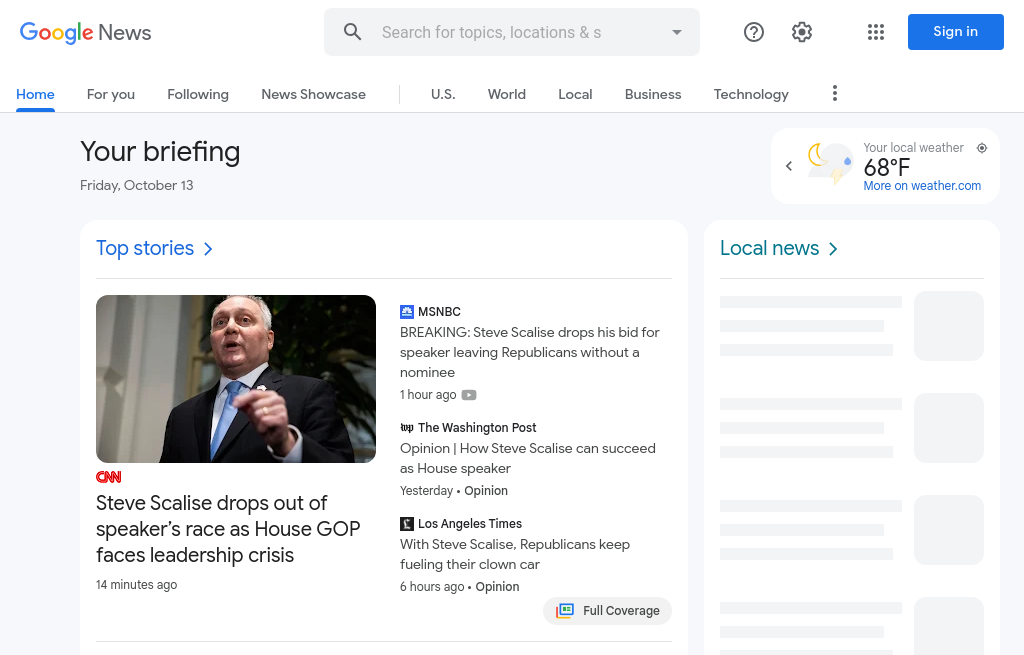 Google News
Search for topics, locations & s
Sign in
Home
For you
Following
News Showcase
U.S.
World
Local
Business
Technology
Your briefing
Friday, October 13
Your local weather
68°F
More on weather.com
Top stories
CNN
Steve Scalise drops out of
speaker's race as House GOP
faces leadership crisis
14 minutes ago
MSNBC
BREAKING: Steve Scalise drops his bid for
speaker leaving Republicans without a
nominee
1 hour ago
wp The Washington Post
Opinion | How Steve Scalise can succeed
as House speaker
Yesterday • Opinion
Los Angeles Times
With Steve Scalise, Republicans keep
fueling their clown car
6 hours ago • Opinion
Full Coverage
Local news